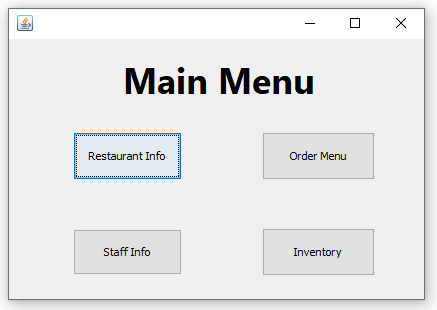 Main Menu
Restaurant Info
Order Menu
Staff Info
Inventory